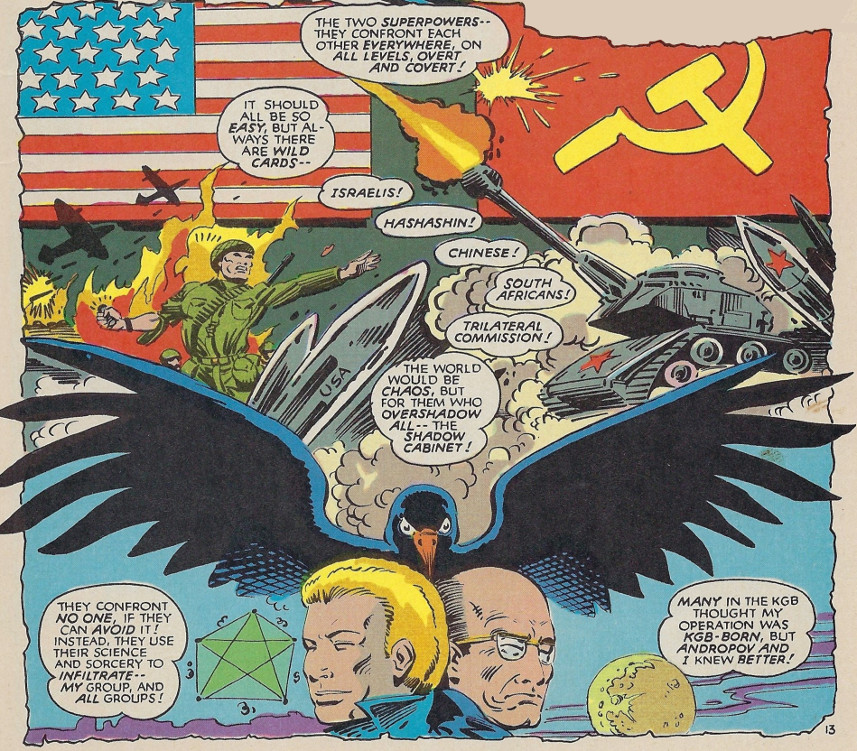 THE TWO SUPERPOWERS--
THEY CONFRONT EACH
OTHER EVERYWHERE, ON
ALL LEVELS, OVERT
AND COVERT!
IT SHOULD
ALL BE SO
EASY, BUT AL-
WAYS THERE
ARE WILD
CARDS--
ISRAELIS!
HASHASHIN!
CHINESE!
SOUTH
AFRICANS!
TRILATERAL
COMMISSION!
USA
THE WORLD
WOULD BE
CHAOS, BUT
FOR THEM WHO
OVERSHADOW
ALL-- THE
SHADOW
CABINET!
THEY CONFRONT
NO ONE, IF THEY
CAN AVOID IT!
INSTEAD, THEY USE
THEIR SCIENCE
AND SORCERY TO
INFILTRATE--
MY GROUP, AND
ALL GROUPS!
MANY IN THE KGB
THOUGHT MY
OPERATION WAS
KGB-BORN, BUT
ANDROPOV AND
I KNEW BETTER!
13